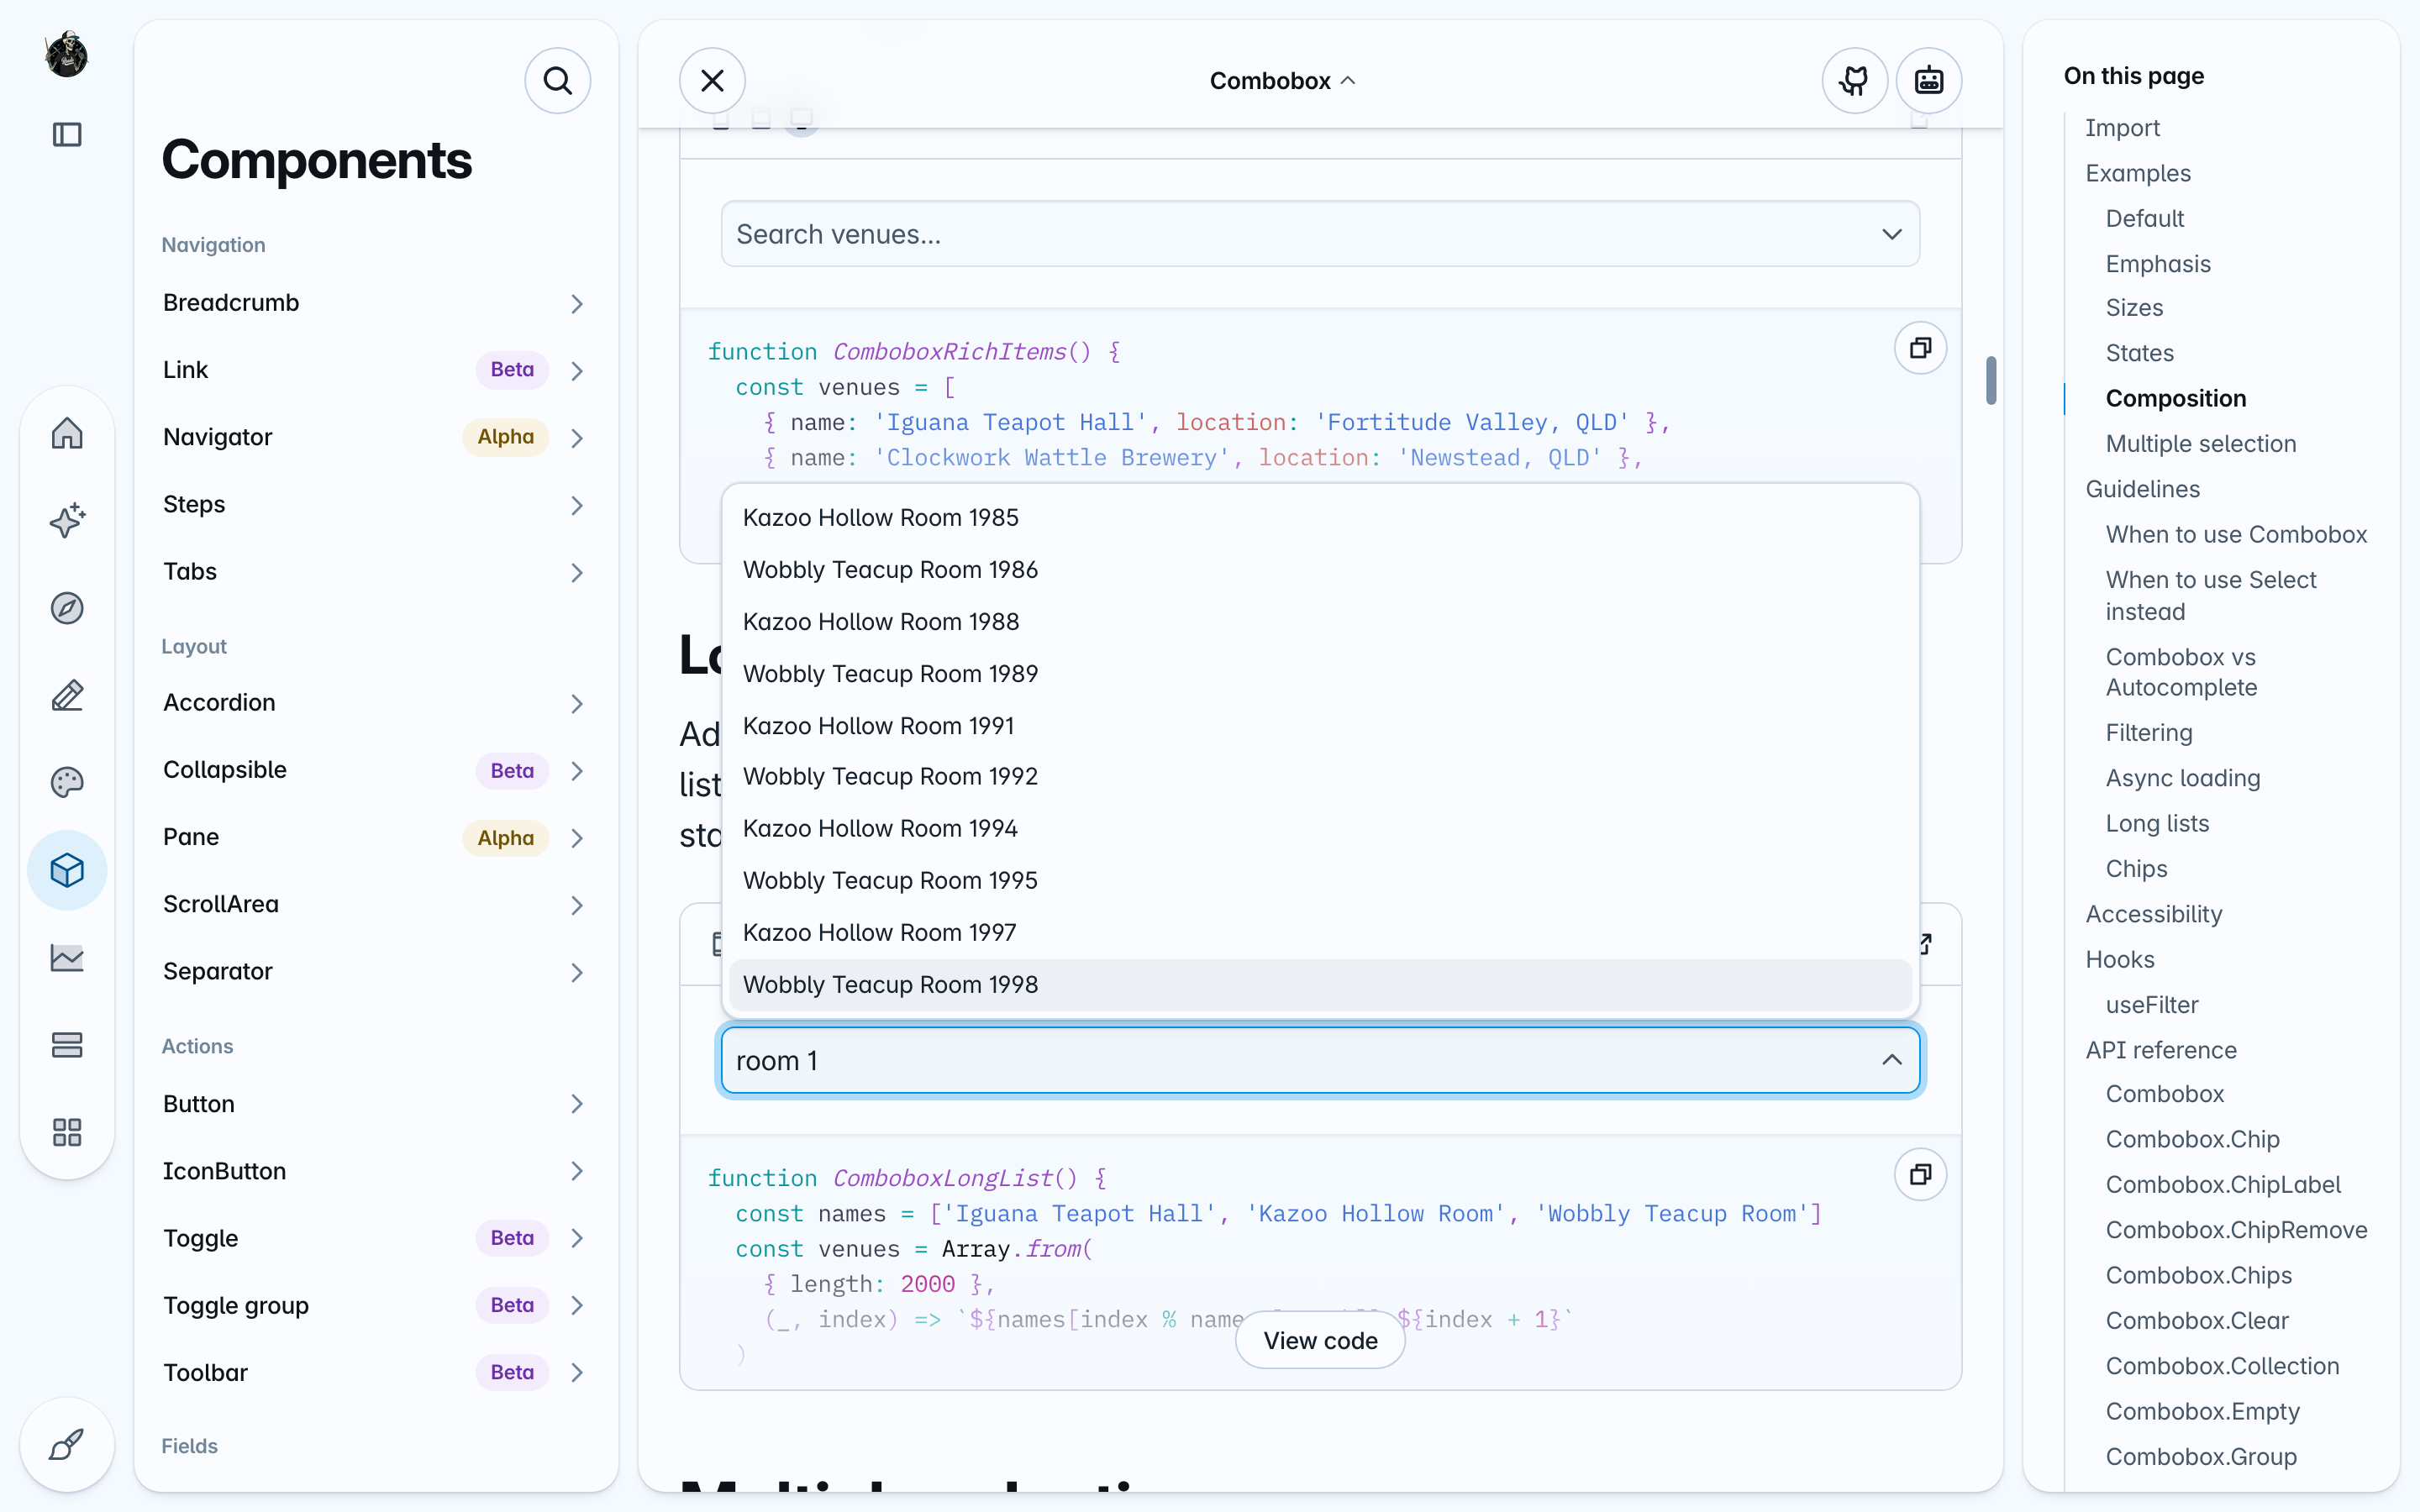 Components
Navigation
Breadcrumb
Link Beta
Navigator Alpha
Steps
Tabs
Layout
Accordion
Collapsible Beta
Pane Alpha
ScrollArea
Separator
Actions
Button
IconButton
Toggle Beta
Toggle group Beta
Toolbar Beta
Fields
Combobox
Search venues...
function ComboboxRichItems() {
const venues = [
{ name: 'Iguana Teapot Hall', location: 'Fortitude Valley, QLD' },
{ name: 'Clockwork Wattle Brewery', location: 'Newstead, QLD' },
Kazoo Hollow Room 1985
Wobbly Teacup Room 1986
Kazoo Hollow Room 1988
Wobbly Teacup Room 1989
Kazoo Hollow Room 1991
Wobbly Teacup Room 1992
Kazoo Hollow Room 1994
Wobbly Teacup Room 1995
Kazoo Hollow Room 1997
Wobbly Teacup Room 1998
room 1
function ComboboxLongList() {
const names = ['Iguana Teapot Hall', 'Kazoo Hollow Room', 'Wobbly Teacup Room']
const venues = Array.from(
{ length: 2000 },
(_, index) => `${names[index % name ${index + 1}`
)
View code
On this page
Import
Examples
Default
Emphasis
Sizes
States
Composition
Multiple selection
Guidelines
When to use Combobox
When to use Select
instead
Combobox vs
Autocomplete
Filtering
Async loading
Long lists
Chips
Accessibility
Hooks
useFilter
API reference
Combobox
Combobox.Chip
Combobox.ChipLabel
Combobox.ChipRemove
Combobox.Chips
Combobox.Clear
Combobox.Collection
Combobox.Empty
Combobox.Group